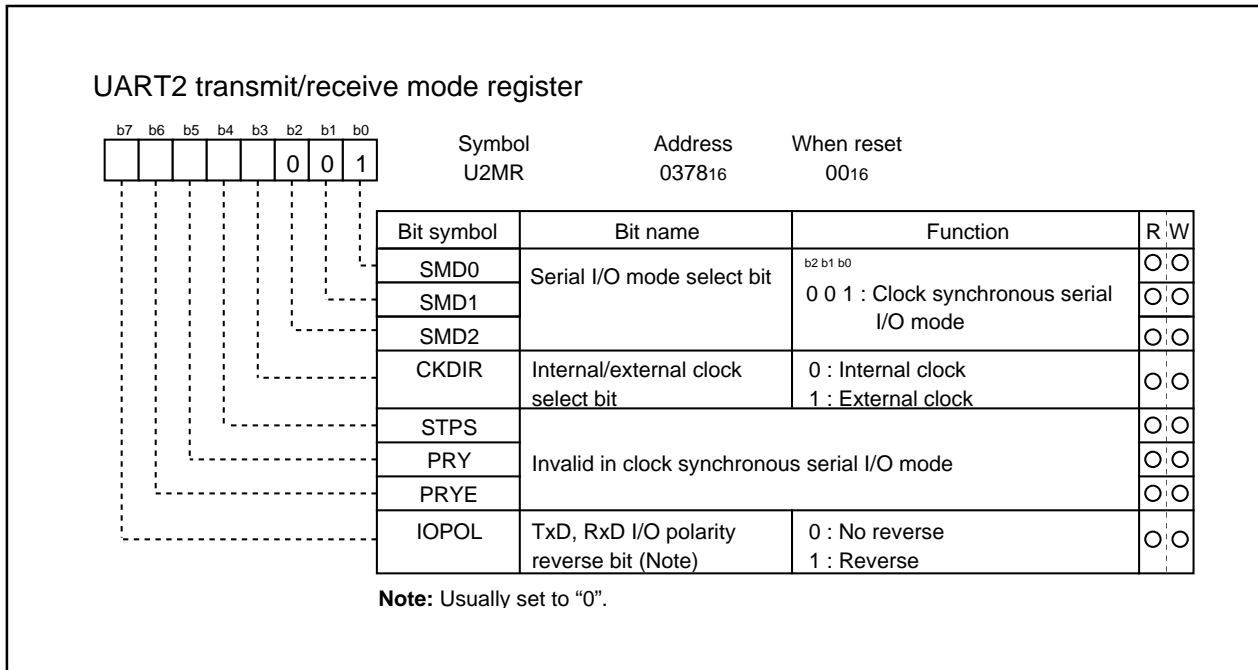 UART2 transmit/receive mode register
b7 b6 b5 b4 b3 b2 b1 b0
0 0 1
Symbol Address When reset
U2MR 037816 0016
Bit symbol Bit name Function R W
SMD0 Serial I/O mode select bit b2 b1 b0
SMD1 0 0 1 : Clock synchronous serial
I/O mode
SMD2
CKDIR Internal/external clock 0 : Internal clock
select bit 1 : External clock
STPS
PRY Invalid in clock synchronous serial I/O mode
PRYE
IOPOL TxD, RxD I/O polarity 0 : No reverse
reverse bit (Note) 1 : Reverse
Note: Usually set to “0”.